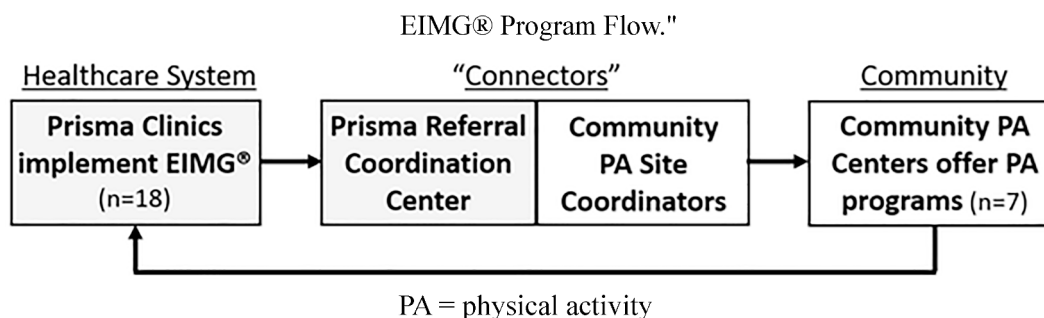 EIMG® Program Flow."
Healthcare System
"Connectors"
Community
Prisma Clinics
implement EIMG®
(n=18)
Prisma Referral
Coordination
Center
Community
PA Site
Coordinators
Community PA
Centers offer PA
programs (n=7)
PA = physical activity